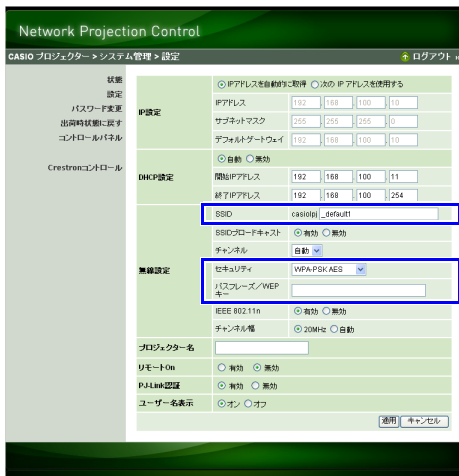 Network Projection Control
CASIO プロジェクター > システム管理 > 設定
ログアウト
状態
設定
パスワード変更
出荷時状態に戻す
コントロールパネル
Crestronコントロール
IP設定
IPアドレスを自動的に取得 次の IP アドレスを使用する
IPアドレス 192 . 168 . 100 . 10
サブネットマスク 255 . 255 . 255 . 0
デフォルトゲートウェイ 192 . 168 . 100 . 10
DHCP設定
自動 無効
開始IPアドレス 192 . 168 . 100 . 11
終了IPアドレス 192 . 168 . 100 . 254
無線設定
SSID casiolpj _default1
SSIDブロードキャスト 有効 無効
チャンネル 自動
セキュリティ WPA-PSK AES
パスフレーズ／WEP
キー
IEEE 802.11n 有効 無効
チャンネル幅 20MHz 自動
プロジェクター名
リモートOn 有効 無効
PJ-Link認証 有効 無効
ユーザー名表示 オン オフ
適用 キャンセル